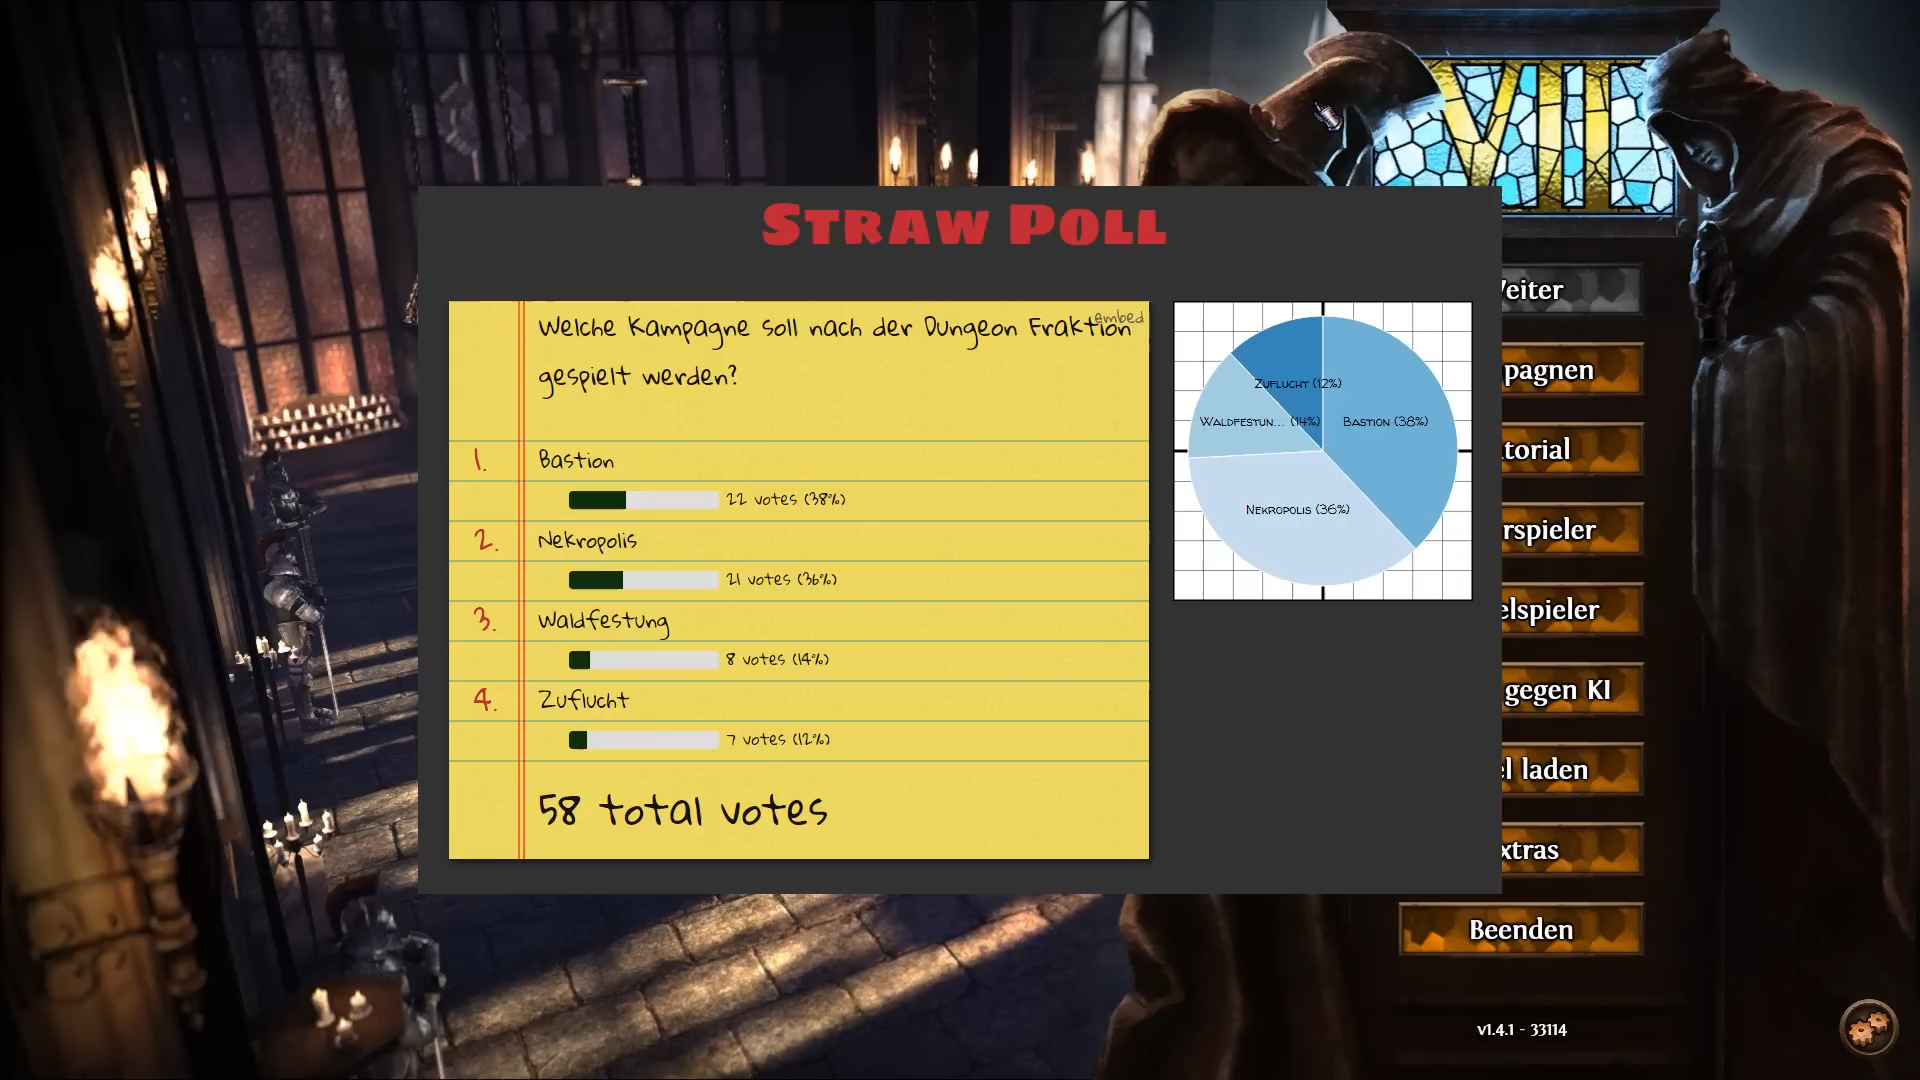 VII
STRAW POLL
embed
Welche Kampagne soll nach der Dungeon Fraktion
gespielt werden?
1. Bastion
22 votes (38%)
2. Nekropolis
21 votes (36%)
3. Waldfestung
8 votes (14%)
4. Zuflucht
7 votes (12%)
58 total votes
Zuflucht (12%)
Waldfestun... (14%)
Bastion (38%)
Nekropolis (36%)
eiter
pagnen
torial
rspieler
elspieler
gegen KI
l laden
xtras
Beenden
v1.4.1 - 33114